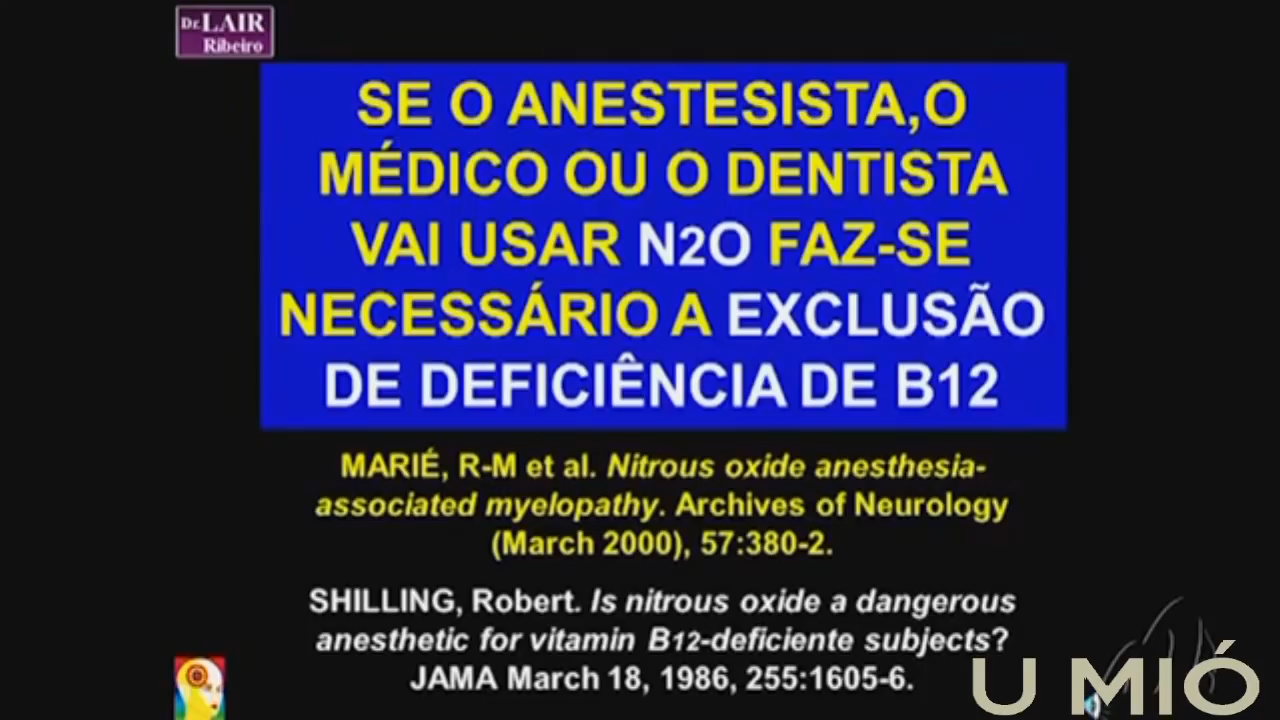 Dr. LAIR
Ribeiro
SE O ANESTESISTA,O
MÉDICO OU O DENTISTA
VAI USAR N2O FAZ-SE
NECESSÁRIO A EXCLUSÃO
DE DEFICIÊNCIA DE B12
MARIÉ, R-M et al. Nitrous oxide anesthesia-
associated myelopathy. Archives of Neurology
(March 2000), 57:380-2.
SHILLING, Robert. Is nitrous oxide a dangerous
anesthetic for vitamin B12-deficiente subjects?
JAMA March 18, 1986, 255:1605-6.
U MIÓ